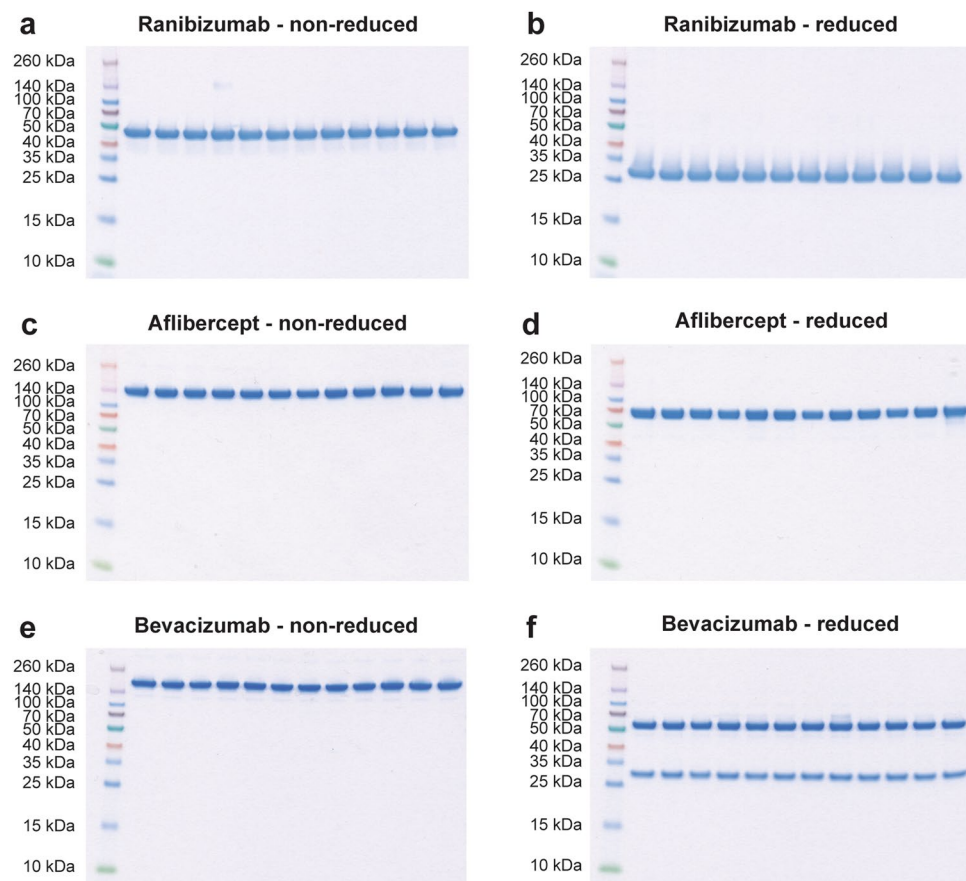 a Ranibizumab - non-reduced
260 kDa
140 kDa
100 kDa
70 kDa
50 kDa
40 kDa
35 kDa
25 kDa
15 kDa
10 kDa
b Ranibizumab - reduced
260 kDa
140 kDa
100 kDa
70 kDa
50 kDa
40 kDa
35 kDa
25 kDa
15 kDa
10 kDa
c Aflibercept - non-reduced
260 kDa
140 kDa
100 kDa
70 kDa
50 kDa
40 kDa
35 kDa
25 kDa
15 kDa
10 kDa
d Aflibercept - reduced
260 kDa
140 kDa
100 kDa
70 kDa
50 kDa
40 kDa
35 kDa
25 kDa
15 kDa
10 kDa
e Bevacizumab - non-reduced
260 kDa
140 kDa
100 kDa
70 kDa
50 kDa
40 kDa
35 kDa
25 kDa
15 kDa
10 kDa
f Bevacizumab - reduced
260 kDa
140 kDa
100 kDa
70 kDa
50 kDa
40 kDa
35 kDa
25 kDa
15 kDa
10 kDa